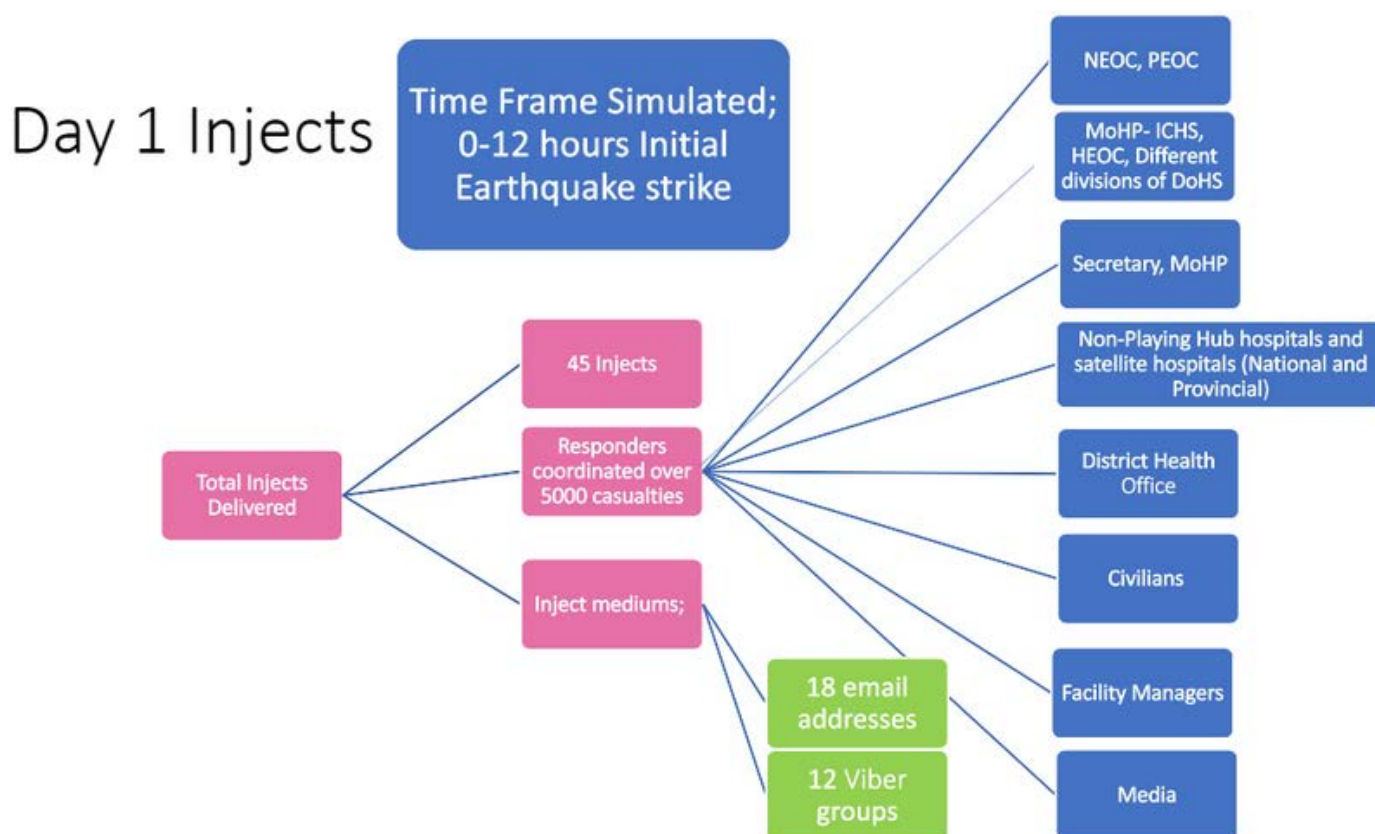 Day 1 Injects
Time Frame Simulated;
0-12 hours Initial
Earthquake strike
Total Injects
Delivered
45 Injects
Responders
coordinated over
5000 casualties
Inject mediums;
18 email
addresses
12 Viber
groups
NEOC, PEOC
MoHP- ICHS,
HEOC, Different
divisions of DoHS
Secretary, MoHP
Non-Playing Hub hospitals and
satellite hospitals (National and
Provincial)
District Health
Office
Civilians
Facility Managers
Media